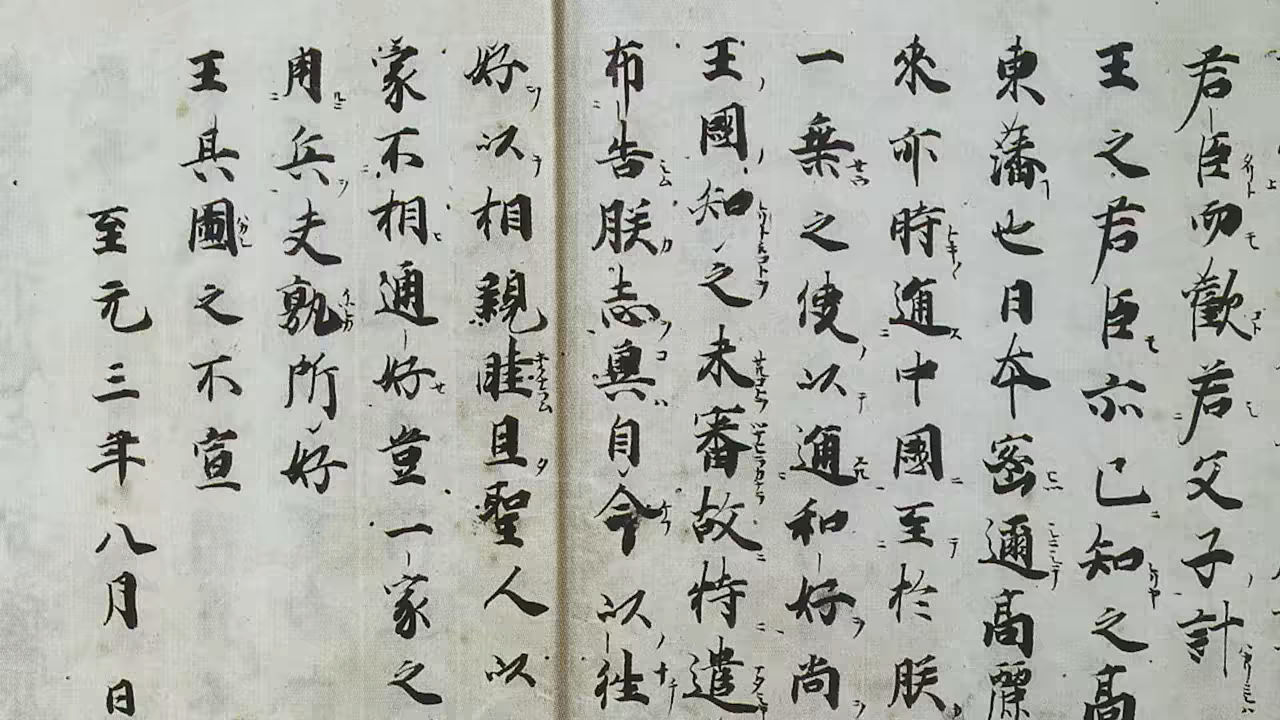 君臣而歡若父子計
王之君臣亦已知之高
東藩也日本密邇高麗
來亦時通中國至於朕
一乗之使以通和好尚
王國知之未審故特遣
布告朕志冀自今以往
好以相親睦且聖人以
家不相通好豈一家之
用兵夫孰所好
王其圖之不宣
至元三年八月日